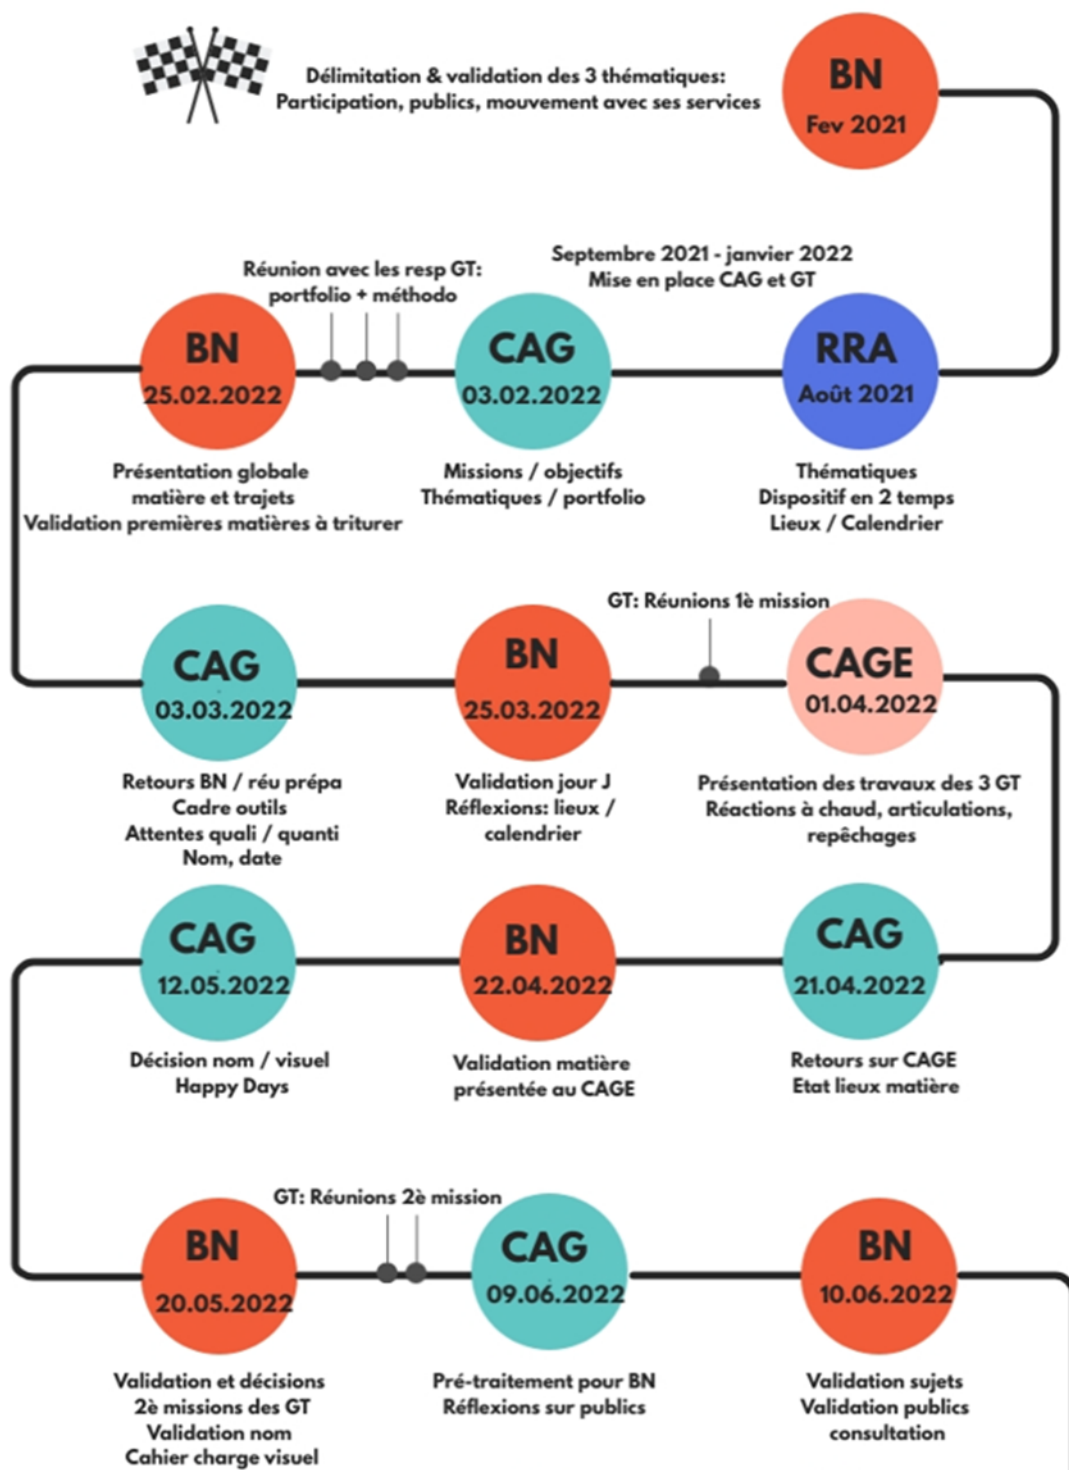 Délimitation & validation des 3 thématiques:
Participation, publics, mouvement avec ses services
BN
Fev 2021
Septembre 2021 - janvier 2022
Mise en place CAG et GT
RRA
Août 2021
Thématiques
Dispositif en 2 temps
Lieux / Calendrier
CAG
03.02.2022
Missions / objectifs
Thématiques / portfolio
Réunion avec les resp GT:
portfolio + méthodo
BN
25.02.2022
Présentation globale
matière et trajets
Validation premières matières à triturer
CAG
03.03.2022
Retours BN / réu prépa
Cadre outils
Attentes quali / quanti
Nom, date
BN
25.03.2022
Validation jour J
Réflexions: lieux /
calendrier
GT: Réunions 1è mission
CAGE
01.04.2022
Présentation des travaux des 3 GT
Réactions à chaud, articulations,
repêchages
CAG
21.04.2022
Retours sur CAGE
Etat lieux matière
BN
22.04.2022
Validation matière
présentée au CAGE
CAG
12.05.2022
Décision nom / visuel
Happy Days
BN
20.05.2022
Validation et décisions
2è missions des GT
Validation nom
Cahier charge visuel
GT: Réunions 2è mission
CAG
09.06.2022
Pré-traitement pour BN
Réflexions sur publics
BN
10.06.2022
Validation sujets
Validation publics
consultation